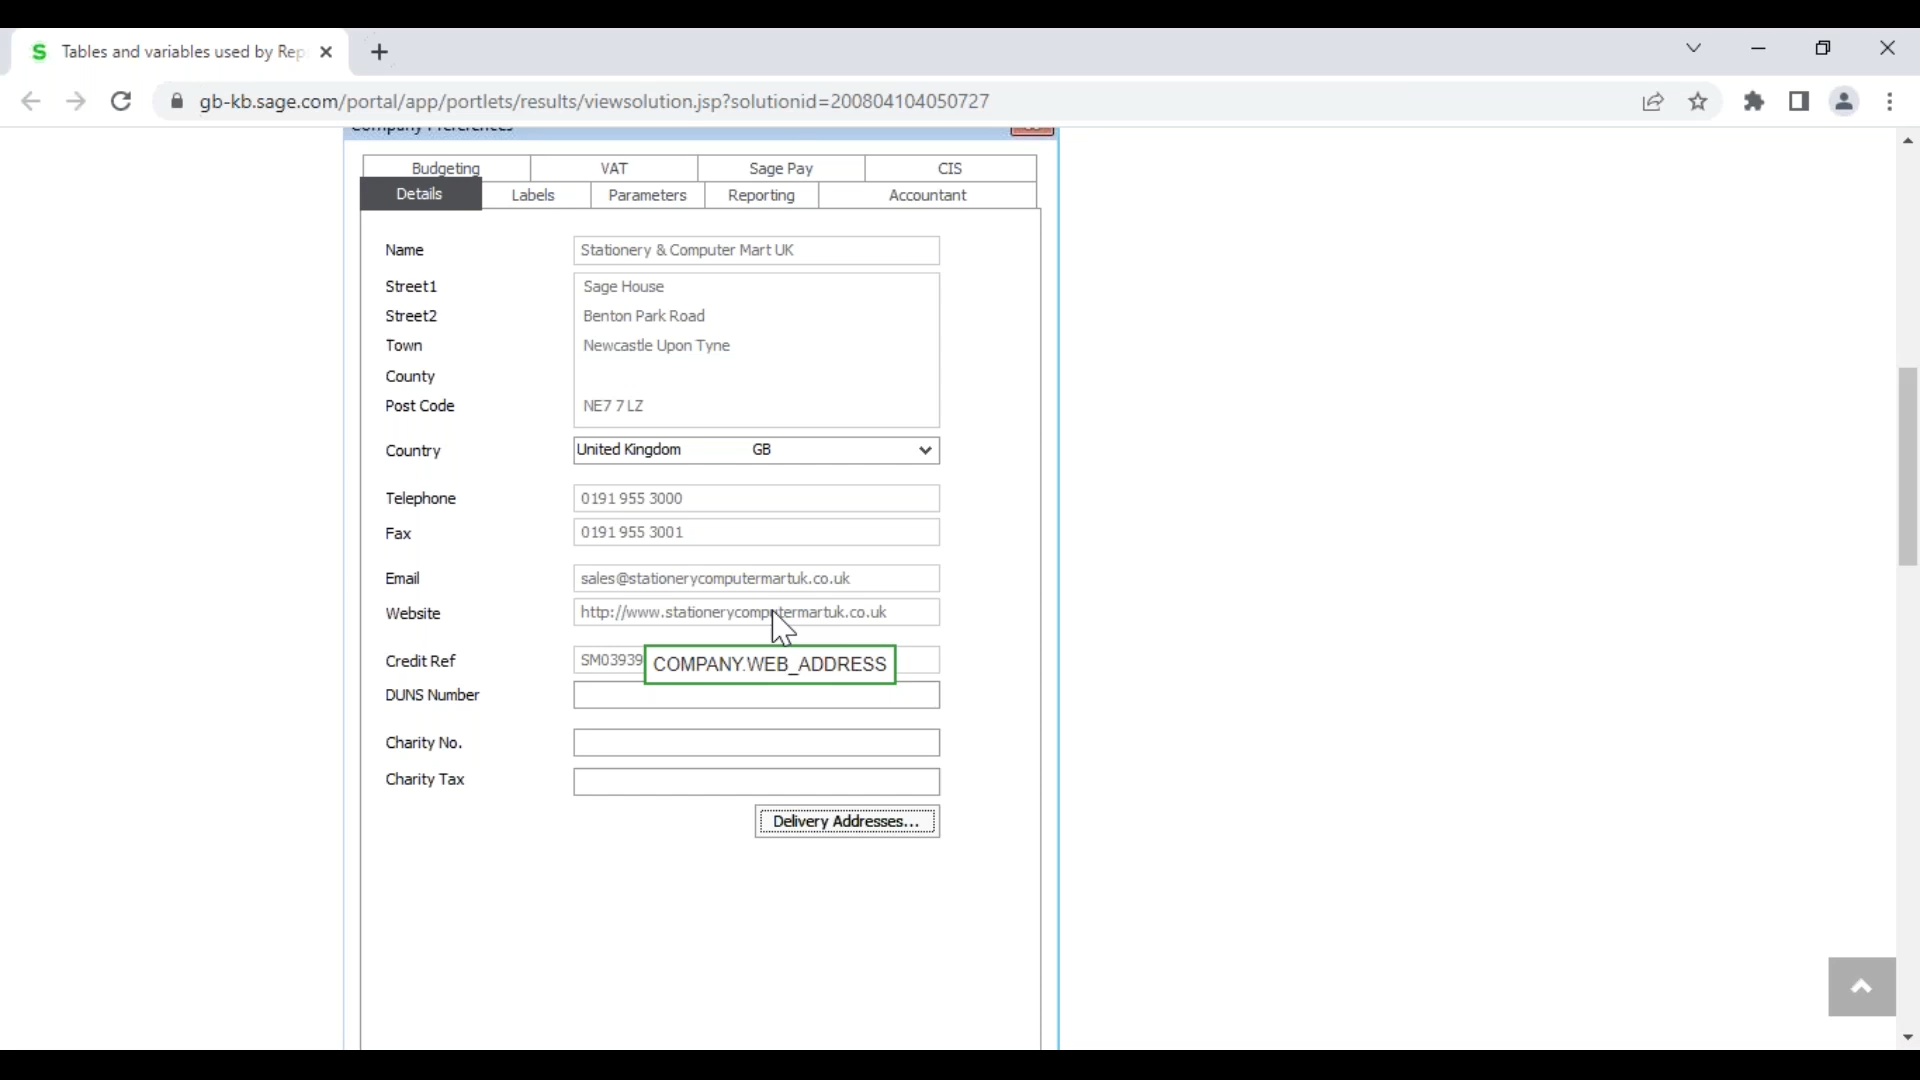 Tables and variables used by Rep
gb-kb.sage.com/portal/app/portlets/results/viewsolution.jsp?solutionid=200804104050727
Company Preferences
Budgeting VAT Sage Pay CIS
Details Labels Parameters Reporting Accountant
Name Stationery & Computer Mart UK
Street1 Sage House
Street2 Benton Park Road
Town Newcastle Upon Tyne
County
Post Code NE7 7LZ
Country United Kingdom GB
Telephone 0191 955 3000
Fax 0191 955 3001
Email sales@stationerycomputermartuk.co.uk
Website http://www.stationerycomputermartuk.co.uk
Credit Ref SM03939
COMPANY.WEB_ADDRESS
DUNS Number
Charity No.
Charity Tax
Delivery Addresses...